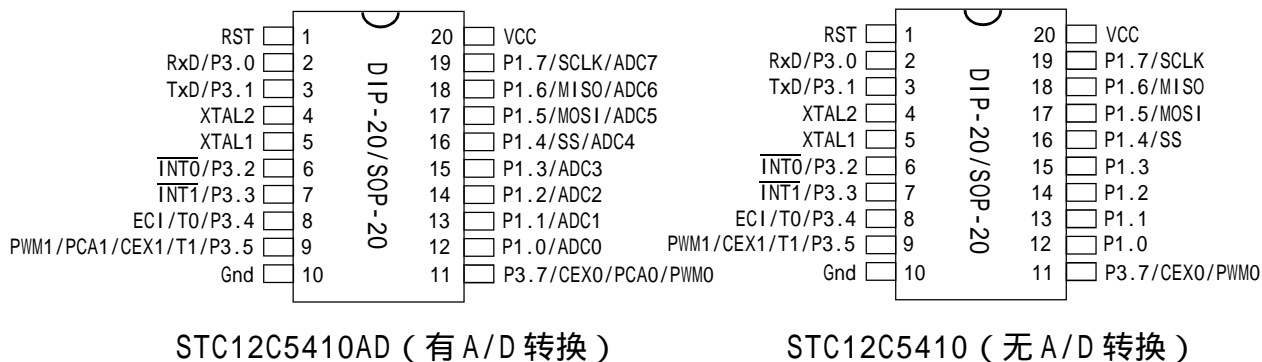 RST 1 20 VCC
RxD/P3.0 2 19 P1.7/SCLK/ADC7
TxD/P3.1 3 18 P1.6/MISO/ADC6
XTAL2 4 17 P1.5/MOSI/ADC5
XTAL1 5 16 P1.4/SS/ADC4
INT0/P3.2 6 15 P1.3/ADC3
INT1/P3.3 7 14 P1.2/ADC2
ECI/T0/P3.4 8 13 P1.1/ADC1
PWM1/PCA1/CEX1/T1/P3.5 9 12 P1.0/ADC0
Gnd 10 11 P3.7/CEX0/PCA0/PWM0
DIP-20/SOP-20
STC12C5410AD（有A/D转换）
RST 1 20 VCC
RxD/P3.0 2 19 P1.7/SCLK
TxD/P3.1 3 18 P1.6/MISO
XTAL2 4 17 P1.5/MOSI
XTAL1 5 16 P1.4/SS
INT0/P3.2 6 15 P1.3
INT1/P3.3 7 14 P1.2
ECI/T0/P3.4 8 13 P1.1
PWM1/CEX1/T1/P3.5 9 12 P1.0
Gnd 10 11 P3.7/CEX0/PWM0
DIP-20/SOP-20
STC12C5410（无A/D转换）